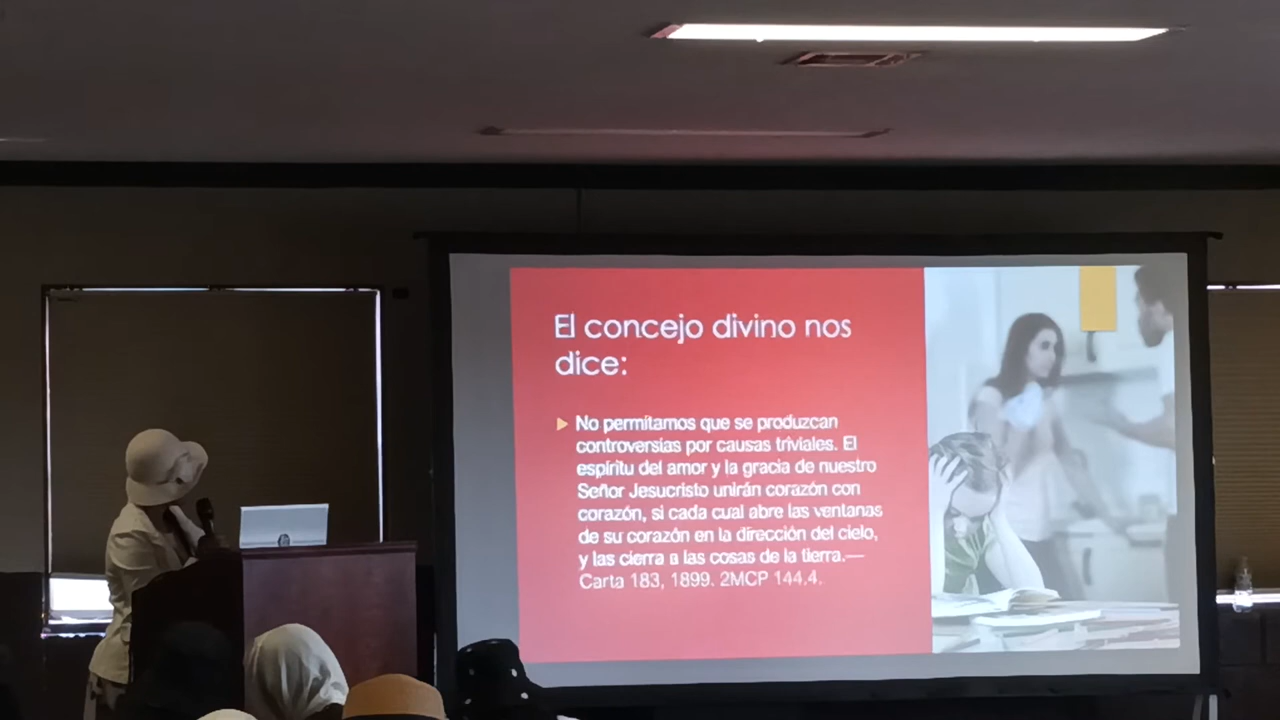 El concejo divino nos
dice:
No permitamos que se produzcan
controversias por causas triviales. El
espíritu del amor y la gracia de nuestro
Señor Jesucristo unirán corazón con
corazón, si cada cual abre las ventanas
de su corazón en la dirección del cielo,
y las cierra a las cosas de la tierra.—
Carta 183, 1899. 2MCP 144.4.